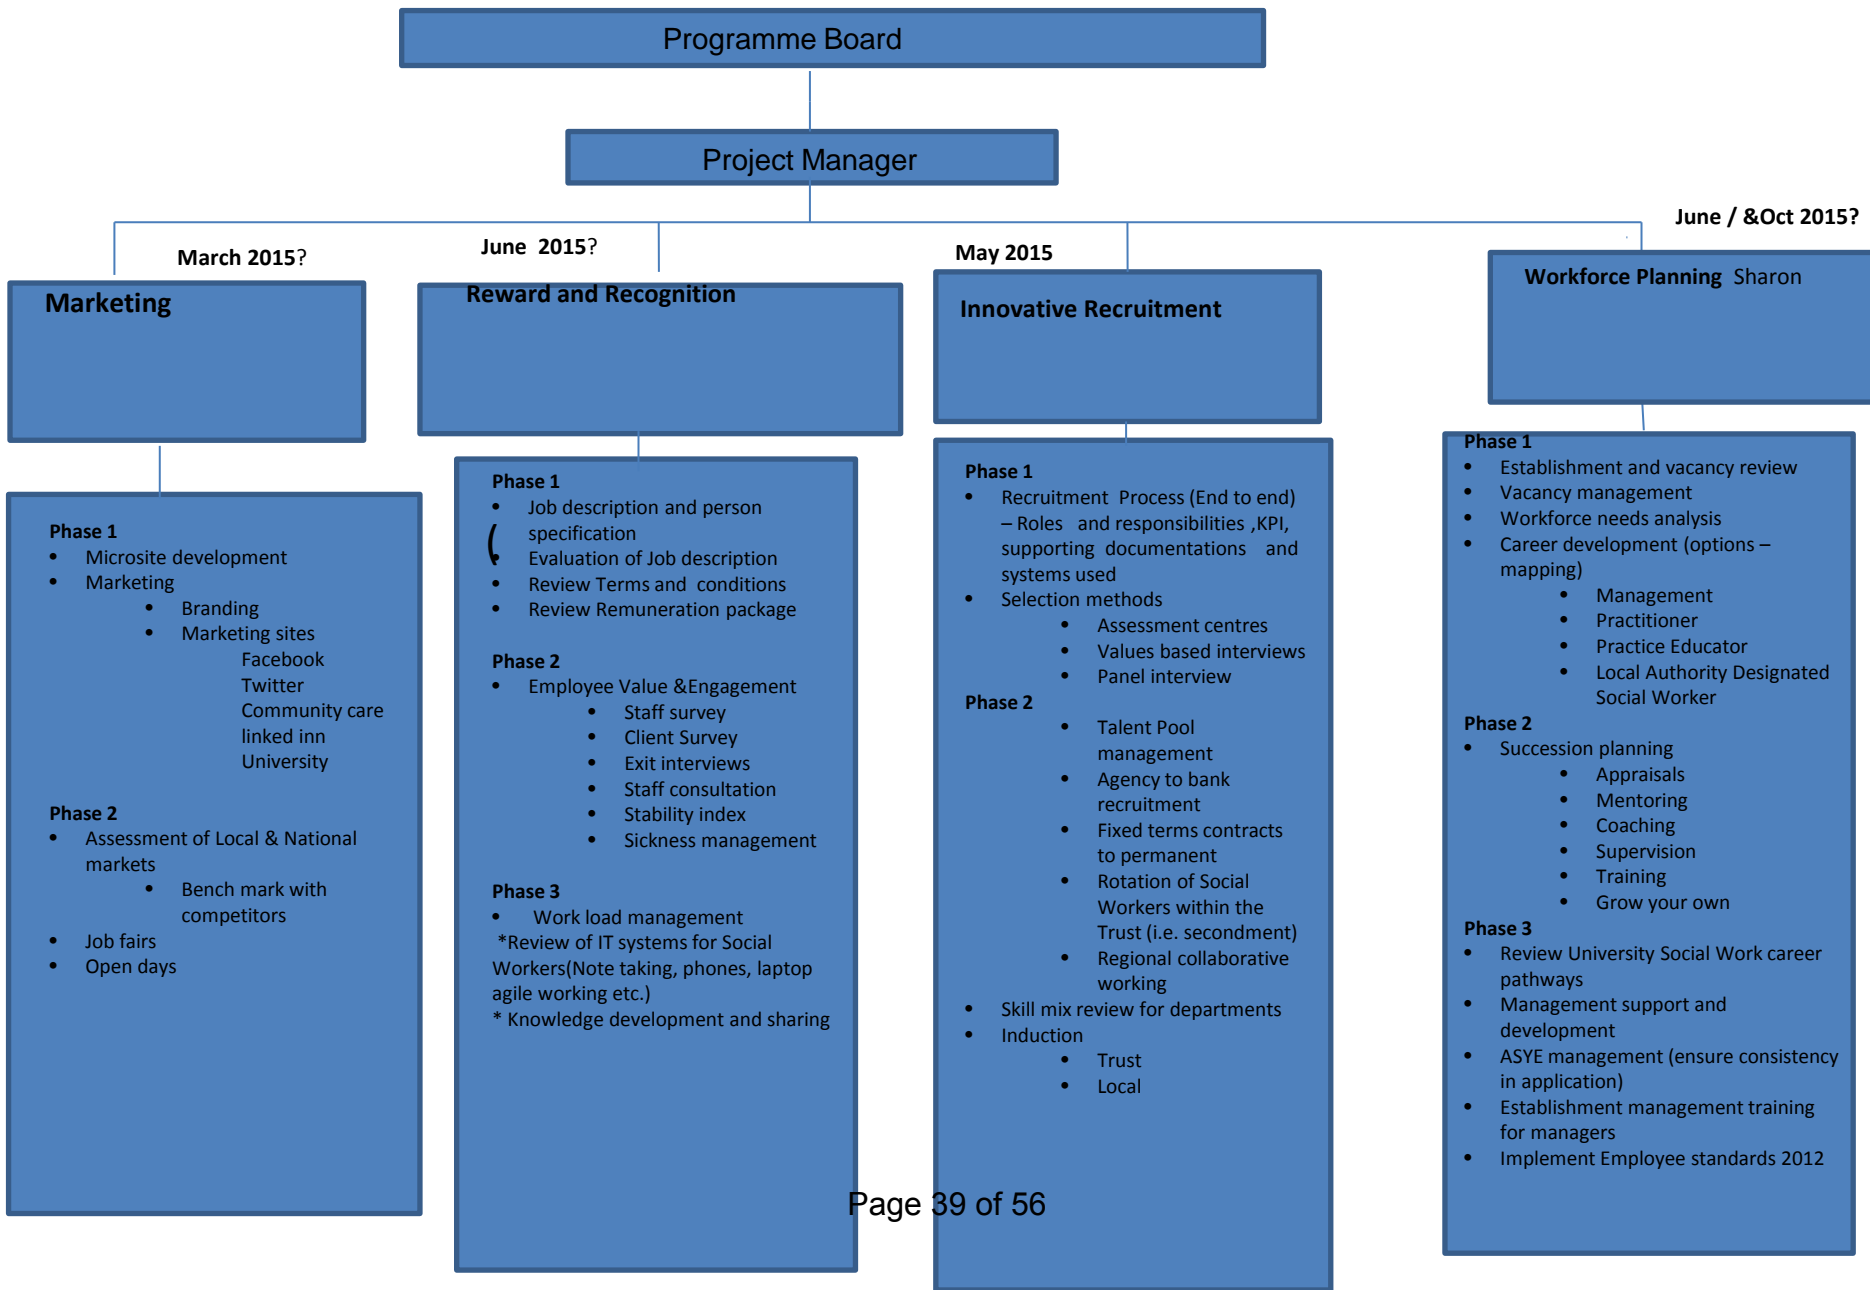 Programme Board
Project Manager
March 2015?
June  2015?
May 2015
June / &Oct 2015?
Marketing
Reward and Recognition
Innovative Recruitment
Workforce Planning  Sharon
Phase 1
• Microsite development
• Marketing
• Branding
• Marketing sites
Facebook
Twitter
Community care
linked inn
University
Phase 2
• Assessment of Local & National
markets
• Bench mark with
competitors
• Job fairs
• Open days
Phase 1
• Job description and person
specification
(
• Evaluation of Job description
• Review Terms and  conditions
• Review Remuneration package
Phase 2
• Employee Value &Engagement
• Staff survey
• Client Survey
• Exit interviews
• Staff consultation
• Stability index
• Sickness management
Phase 3
• Work load management
*Review of IT systems for Social
Workers(Note taking, phones, laptop
agile working etc.)
* Knowledge development and sharing
Phase 1
• Recruitment  Process (End to end)
– Roles  and responsibilities ,KPI,
supporting documentations  and
systems used
• Selection methods
• Assessment centres
• Values based interviews
• Panel interview
Phase 2
• Talent Pool
management
• Agency to bank
recruitment
• Fixed terms contracts
to permanent
• Rotation of Social
Workers within the
Trust (i.e. secondment)
• Regional collaborative
working
• Skill mix review for departments
• Induction
• Trust
• Local
Phase 1
• Establishment and vacancy review
• Vacancy management
• Workforce needs analysis
• Career development (options –
mapping)
• Management
• Practitioner
• Practice Educator
• Local Authority Designated
Social Worker
Phase 2
• Succession planning
• Appraisals
• Mentoring
• Coaching
• Supervision
• Training
• Grow your own
Phase 3
• Review University Social Work career
pathways
• Management support and
development
• ASYE management (ensure consistency
in application)
• Establishment management training
for managers
• Implement Employee standards 2012
Page 39 of 56